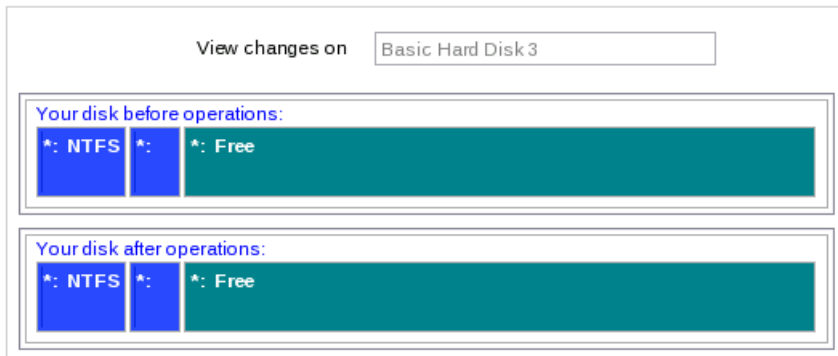 View changes on Basic Hard Disk 3
Your disk before operations:
*: NTFS *: *: Free
Your disk after operations:
*: NTFS *: *: Free